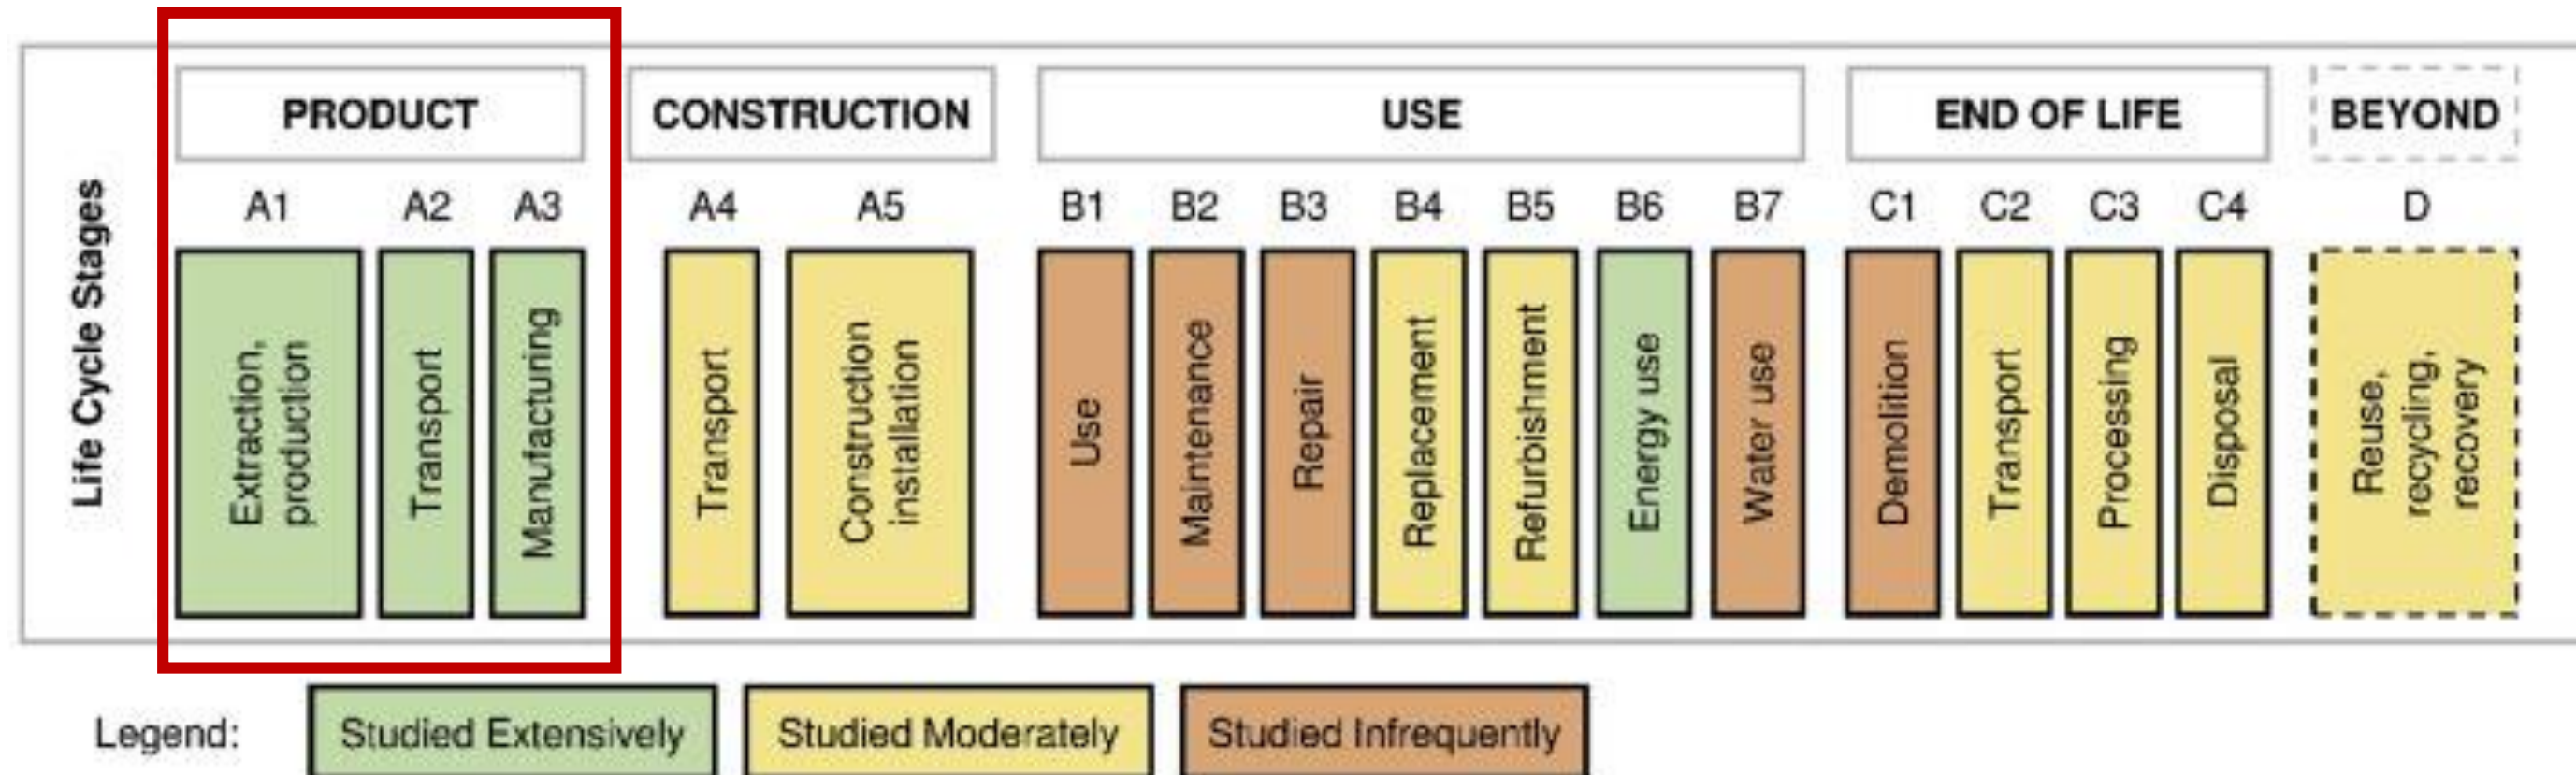 PRODUCT CONSTRUCTION USE END OF LIFE BEYOND
Life Cycle Stages
A1 A2 A3 A4 A5 B1 B2 B3 B4 B5 B6 B7 C1 C2 C3 C4 D
Extraction,
production
Transport
Manufacturing
Transport
Construction
installation
Use
Maintenance
Repair
Replacement
Refurbishment
Energy use
Water use
Demolition
Transport
Processing
Disposal
Reuse,
recycling,
recovery
Legend: Studied Extensively Studied Moderately Studied Infrequently